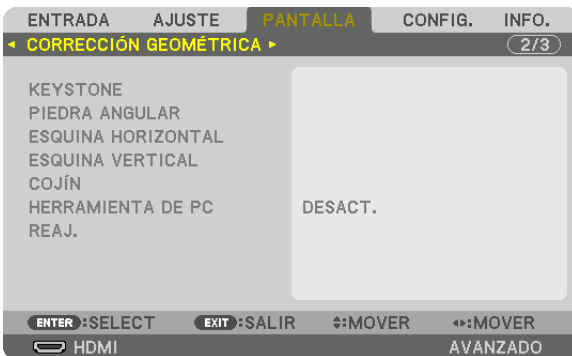 ENTRADA AJUSTE PANTALLA CONFIG. INFO.
CORRECCIÓN GEOMÉTRICA 2/3
KEYSTONE
PIEDRA ANGULAR
ESQUINA HORIZONTAL
ESQUINA VERTICAL
COJÍN
HERRAMIENTA DE PC DESACT.
REAJ.
ENTER :SELECT EXIT :SALIR :MOVER :MOVER
HDMI AVANZADO